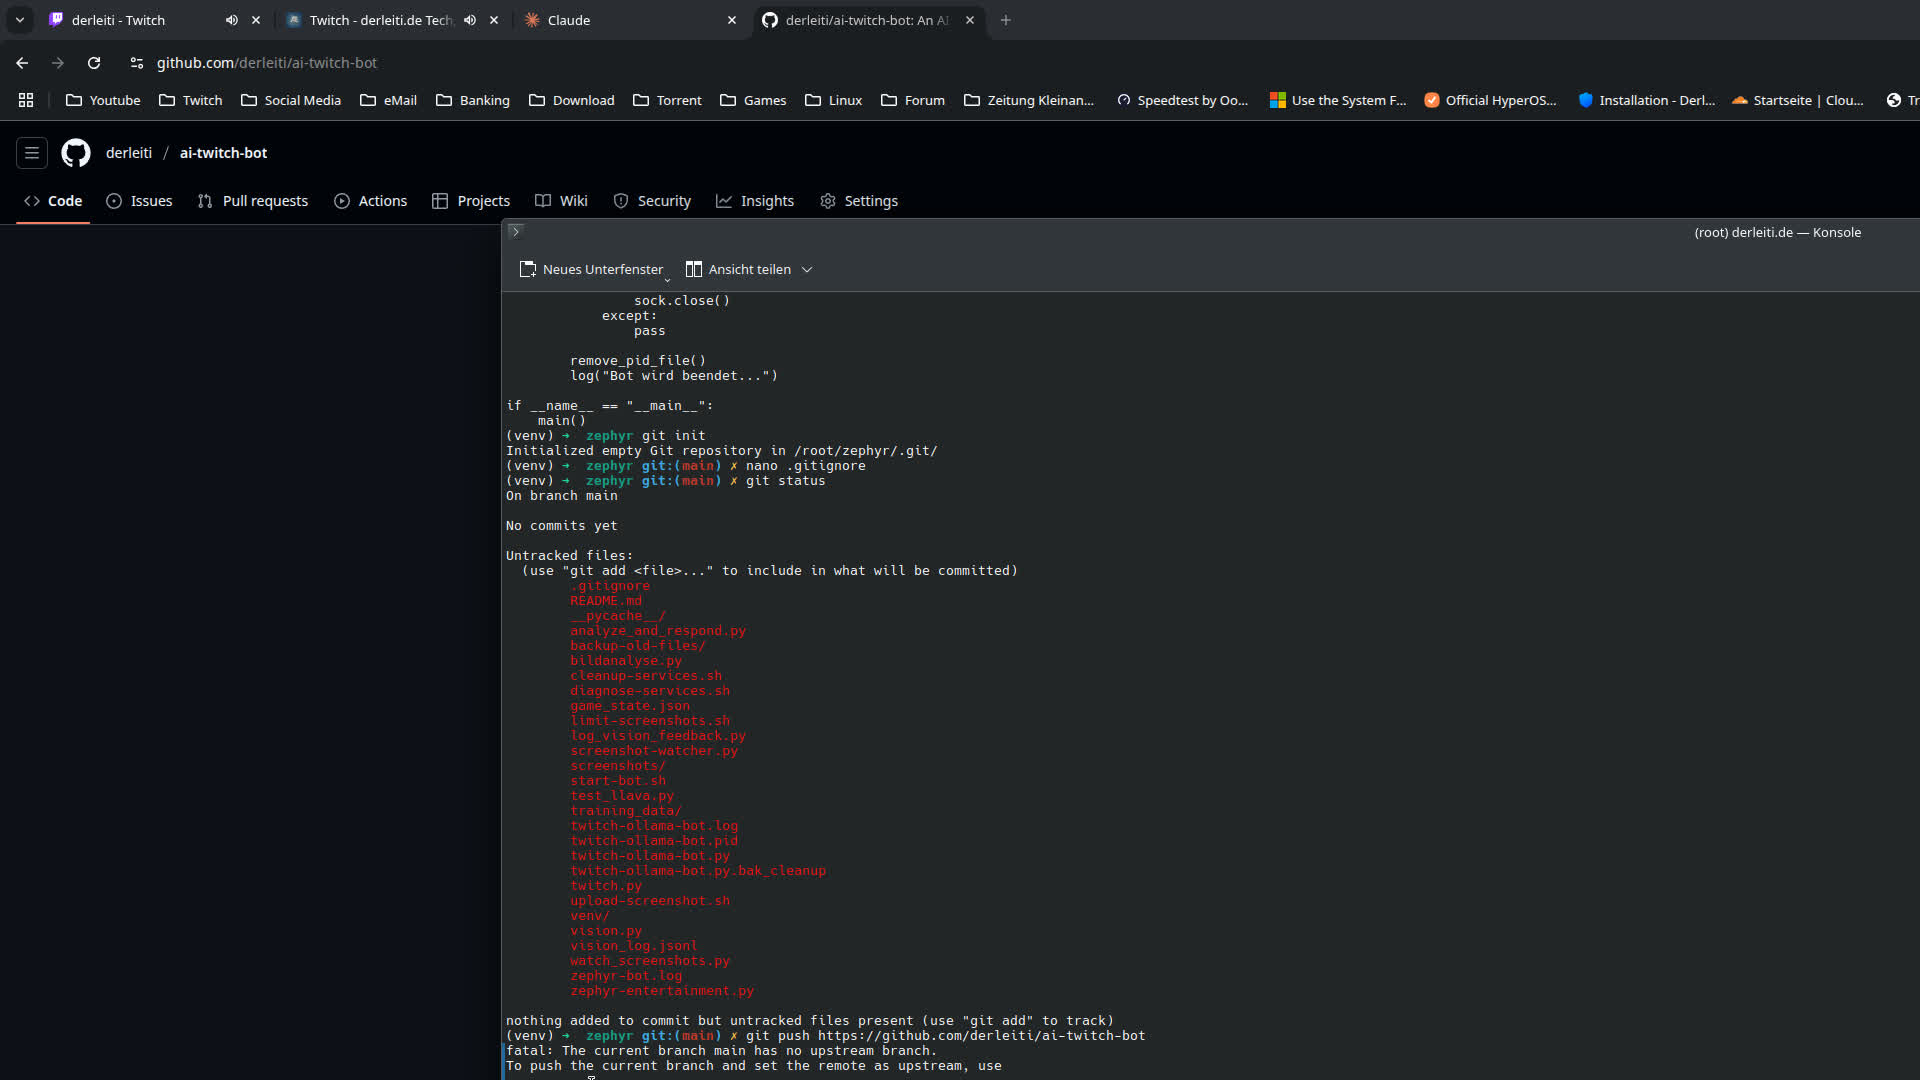 derleiti - Twitch
Twitch - derleiti.de Tech
Claude
derleiti/ai-twitch-bot: An AI
github.com/derleiti/ai-twitch-bot
Youtube
Twitch
Social Media
eMail
Banking
Download
Torrent
Games
Linux
Forum
Zeitung Kleinan...
Speedtest by Oo...
Use the System F...
Official HyperOS...
Installation - Derl...
Startseite | Clou...
Tr
derleiti / ai-twitch-bot
Code
Issues
Pull requests
Actions
Projects
Wiki
Security
Insights
Settings
(root) derleiti.de — Konsole
Neues Unterfenster
Ansicht teilen
sock.close()
except:
pass
remove_pid_file()
log("Bot wird beendet...")
if __name__ == "__main__":
main()
(venv) ➜  zephyr git init
Initialized empty Git repository in /root/zephyr/.git/
(venv) ➜  zephyr git:(main) ✗ nano .gitignore
(venv) ➜  zephyr git:(main) ✗ git status
On branch main
No commits yet
Untracked files:
(use "git add <file>..." to include in what will be committed)
.gitignore
README.md
__pycache__/
analyze_and_respond.py
backup-old-files/
bildanalyse.py
cleanup-services.sh
diagnose-services.sh
game_state.json
limit-screenshots.sh
log_vision_feedback.py
screenshot-watcher.py
screenshots/
start-bot.sh
test_llava.py
training_data/
twitch-ollama-bot.log
twitch-ollama-bot.pid
twitch-ollama-bot.py
twitch-ollama-bot.py.bak_cleanup
twitch.py
upload-screenshot.sh
venv/
vision.py
vision_log.jsonl
watch_screenshots.py
zephyr-bot.log
zephyr-entertainment.py
nothing added to commit but untracked files present (use "git add" to track)
(venv) ➜  zephyr git:(main) ✗ git push https://github.com/derleiti/ai-twitch-bot
fatal: The current branch main has no upstream branch.
To push the current branch and set the remote as upstream, use